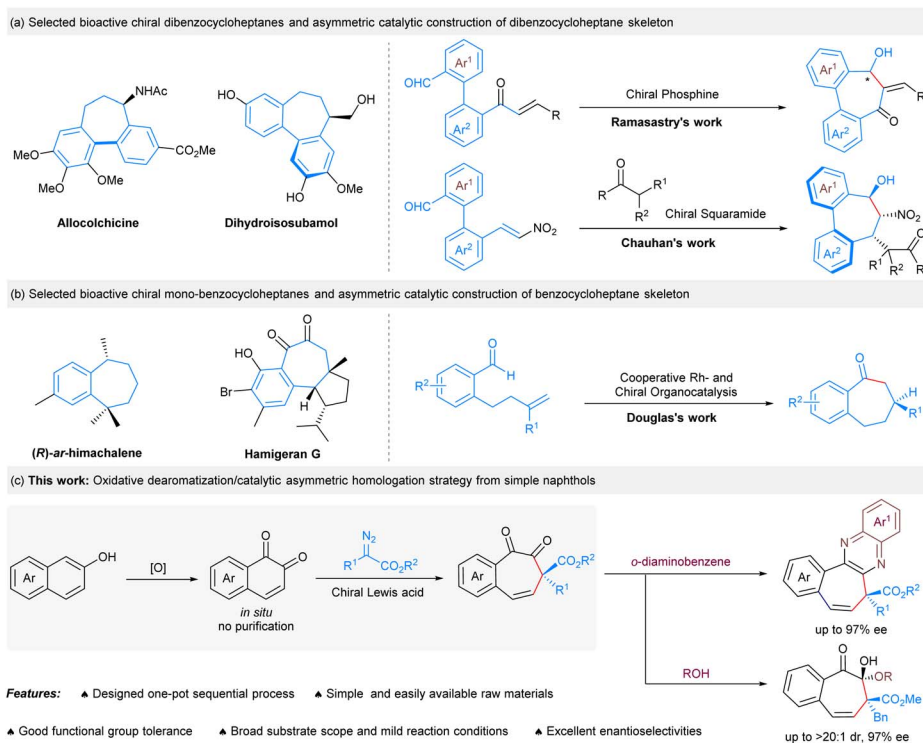 (a) Selected bioactive chiral dibenzocycloheptanes and asymmetric catalytic construction of dibenzocycloheptane skeleton
NHAc
MeO
MeO
OMe
CO₂Me
Allocolchicine
HO
OH
HO
OMe
Dihydroisosubamol
OHC
Ar¹
O
R
Ar²
Chiral Phosphine
Ramasastry's work
OH
Ar¹
*
R
O
Ar²
OHC
Ar¹
NO₂
Ar²
O
R
R¹
R²
Chiral Squaramide
Chauhan's work
OH
Ar¹
NO₂
Ar²
O
R¹
R²
R
(b) Selected bioactive chiral mono-benzocycloheptanes and asymmetric catalytic construction of benzocycloheptane skeleton
(R)-ar-himachalene
O
O
HO
Br
H
Hamigeran G
O
H
R²
R¹
Cooperative Rh- and
Chiral Organocatalysis
Douglas's work
O
R²
H
R¹
(c) This work: Oxidative dearomatization/catalytic asymmetric homologation strategy from simple naphthols
OH
Ar
[O]
O
O
Ar
in situ
no purification
N₂
R¹
CO₂R²
Chiral Lewis acid
O
O
Ar
CO₂R²
R¹
o-diaminobenzene
Ar¹
N
N
Ar
CO₂R²
R¹
up to 97% ee
ROH
O
OH
OR
CO₂Me
Bn
up to >20:1 dr, 97% ee
Features: ♠ Designed one-pot sequential process ♠ Simple and easily available raw materials
♠ Good functional group tolerance ♠ Broad substrate scope and mild reaction conditions ♠ Excellent enantioselectivities